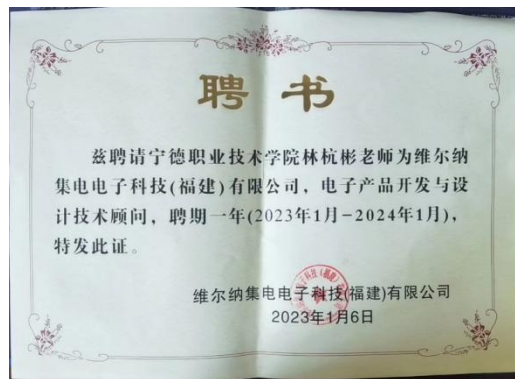 聘书
兹聘请宁德职业技术学院林杭彬老师为维尔纳
集电电子科技(福建)有限公司，电子产品开发与设
计技术顾问，聘期一年(2023年1月-2024年1月)，
特发此证。
维尔纳集电电子科技(福建)有限公司
2023年1月6日